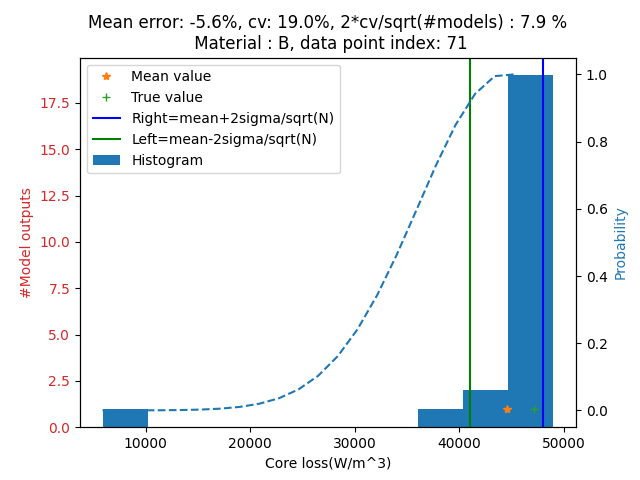 Mean error: -5.6%, cv: 19.0%, 2*cv/sqrt(#models) : 7.9 %
Material : B, data point index: 71
Mean value
True value
Right=mean+2sigma/sqrt(N)
Left=mean-2sigma/sqrt(N)
Histogram
17.5
15.0
12.5
10.0
7.5
5.0
2.5
0.0
#Model outputs
1.0
0.8
0.6
0.4
0.2
0.0
Probability
10000 20000 30000 40000 50000
Core loss(W/m^3)